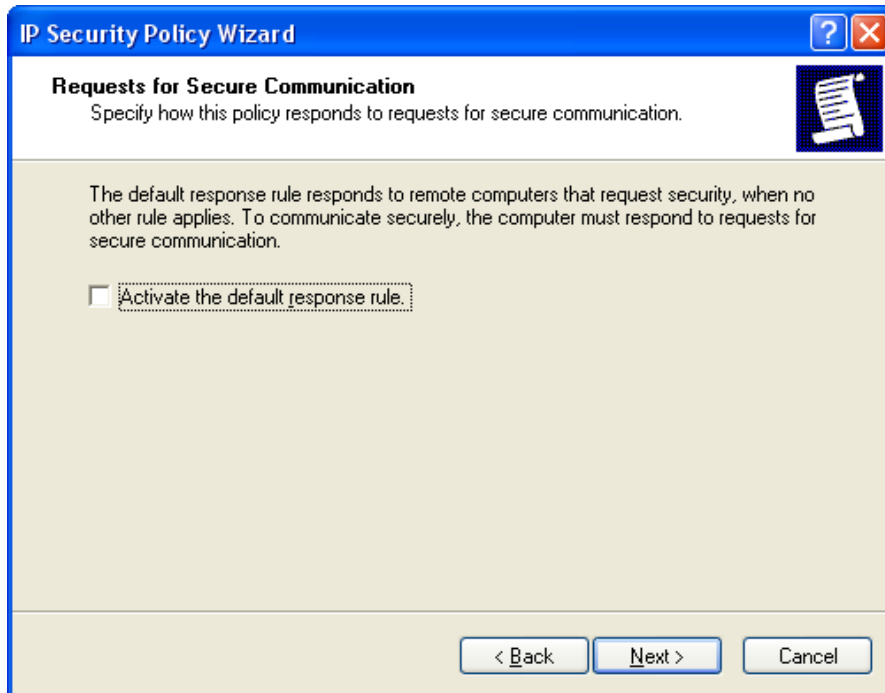 IP Security Policy Wizard
Requests for Secure Communication
Specify how this policy responds to requests for secure communication.
The default response rule responds to remote computers that request security, when no
other rule applies. To communicate securely, the computer must respond to requests for
secure communication.
Activate the default response rule.
< Back Next > Cancel